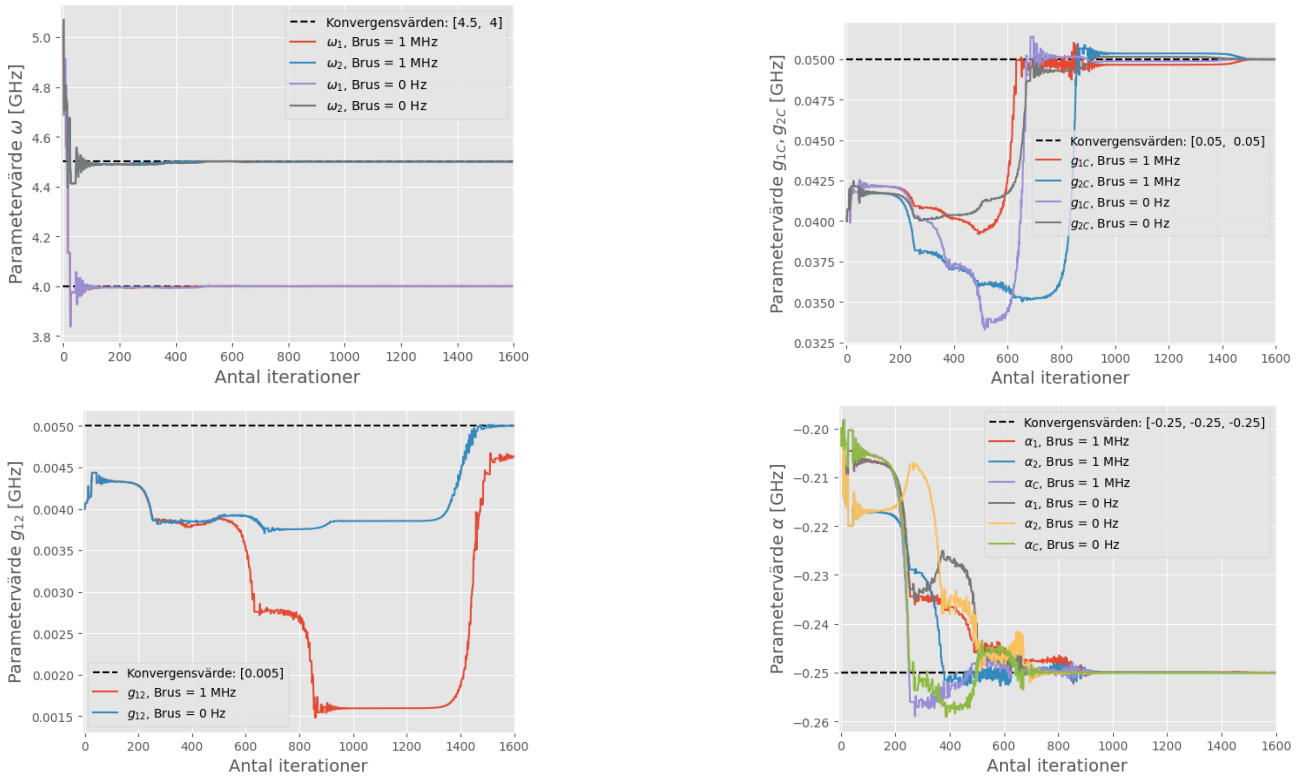 5.0
4.8
4.6
4.4
4.2
4.0
3.8
Parametervärde ω [GHz]
Konvergensvärden: [4.5, 4]
ω₁, Brus = 1 MHz
ω₂, Brus = 1 MHz
ω₁, Brus = 0 Hz
ω₂, Brus = 0 Hz
0 200 400 600 800 1000 1200 1400 1600
Antal iterationer
0.0500
0.0475
0.0450
0.0425
0.0400
0.0375
0.0350
0.0325
Parametervärde g₁C, g₂C [GHz]
Konvergensvärden: [0.05, 0.05]
g₁C, Brus = 1 MHz
g₂C, Brus = 1 MHz
g₁C, Brus = 0 Hz
g₂C, Brus = 0 Hz
0 200 400 600 800 1000 1200 1400 1600
Antal iterationer
0.0050
0.0045
0.0040
0.0035
0.0030
0.0025
0.0020
0.0015
Parametervärde g₁₂ [GHz]
Konvergensvärde: [0.005]
g₁₂, Brus = 1 MHz
g₁₂, Brus = 0 Hz
0 200 400 600 800 1000 1200 1400 1600
Antal iterationer
−0.20
−0.21
−0.22
−0.23
−0.24
−0.25
−0.26
Parametervärde α [GHz]
Konvergensvärden: [-0.25, -0.25, -0.25]
α₁, Brus = 1 MHz
α₂, Brus = 1 MHz
αC, Brus = 1 MHz
α₁, Brus = 0 Hz
α₂, Brus = 0 Hz
αC, Brus = 0 Hz
0 200 400 600 800 1000 1200 1400 1600
Antal iterationer